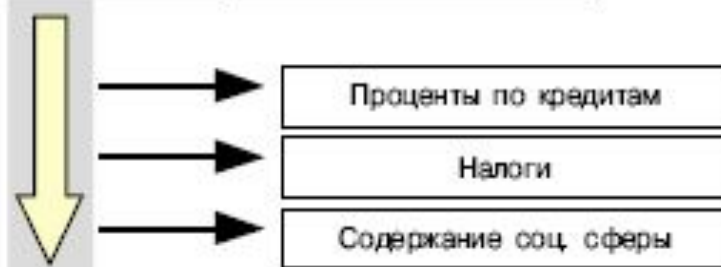 Проценты по кредитам
Налоги
Содержание соц. сферы